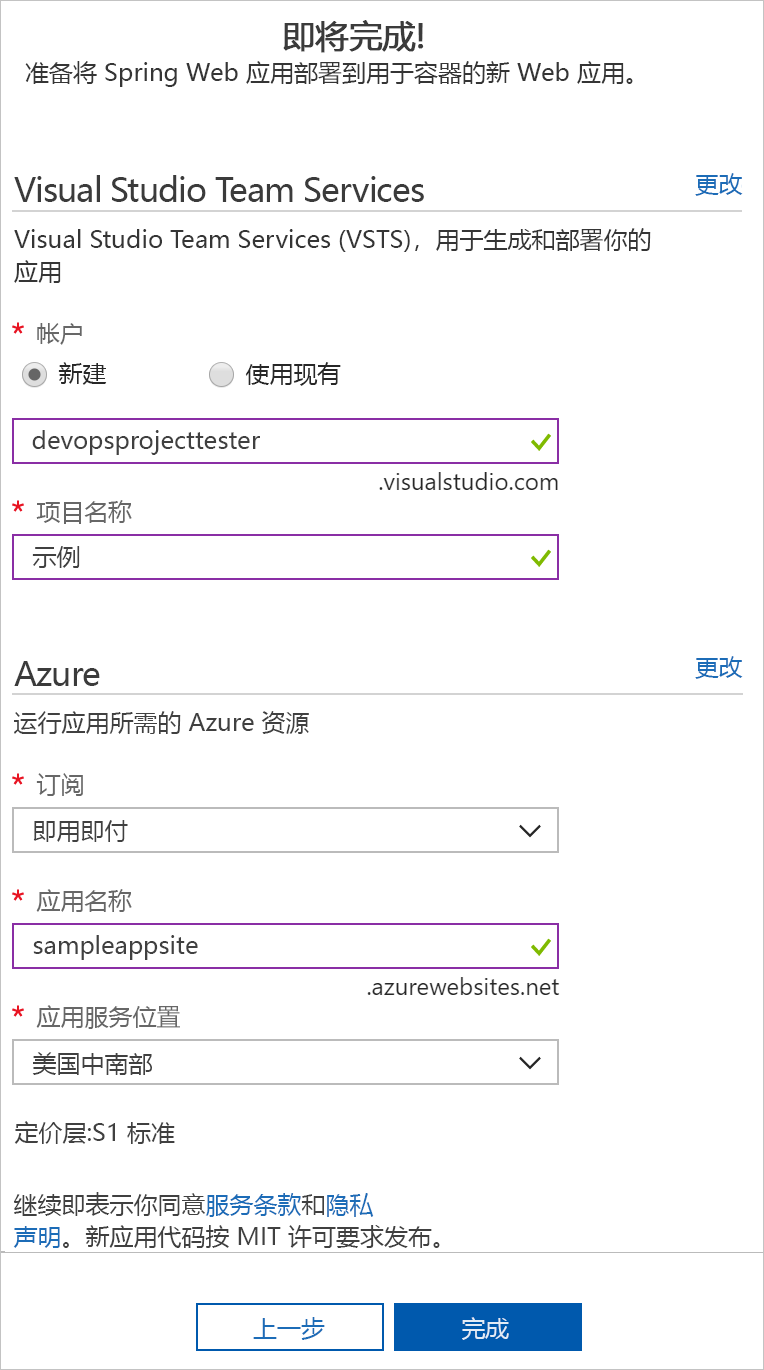 即将完成!
准备将 Spring Web 应用部署到用于容器的新 Web 应用。
Visual Studio Team Services
更改
Visual Studio Team Services (VSTS)，用于生成和部署你的
应用
* 帐户
新建 使用现有
devopsprojecttester
.visualstudio.com
* 项目名称
示例
Azure
更改
运行应用所需的 Azure 资源
* 订阅
即用即付
* 应用名称
sampleappsite
.azurewebsites.net
* 应用服务位置
美国中南部
定价层:S1 标准
继续即表示你同意服务条款和隐私
声明。新应用代码按 MIT 许可要求发布。
上一步 完成